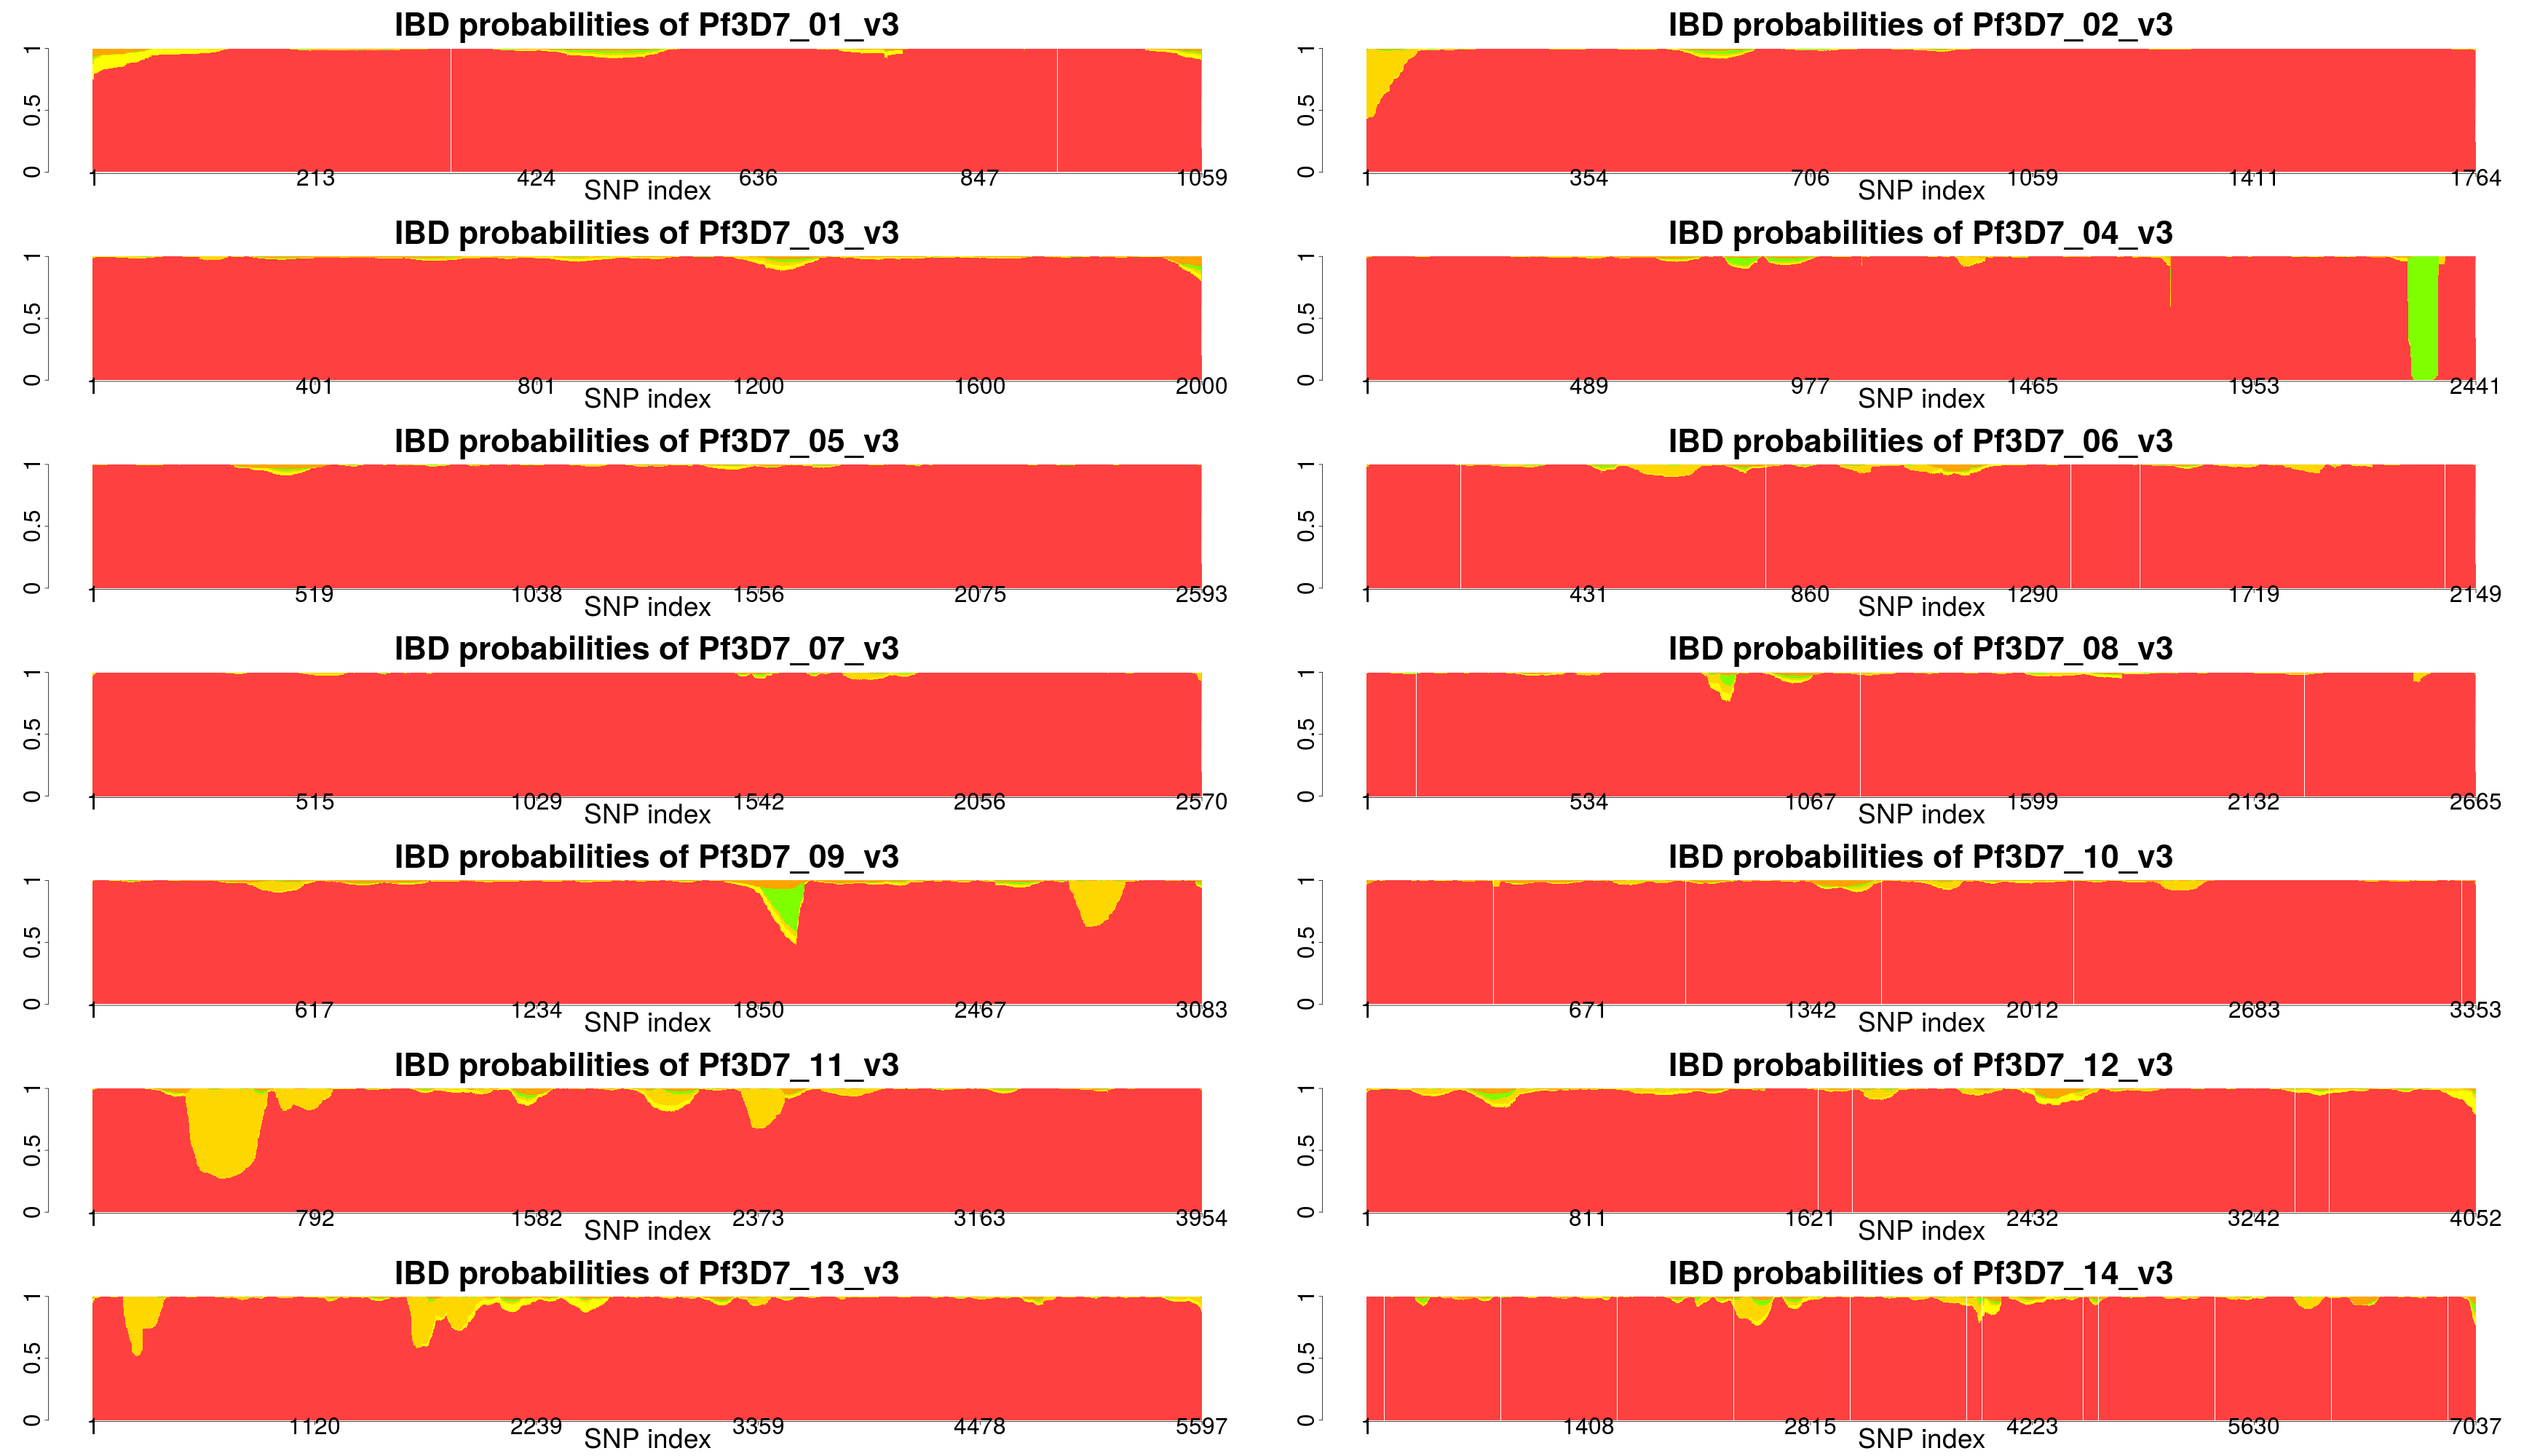 IBD probabilities of Pf3D7_01_v3
0 0.5 1
1 213 424 636 847 1059
SNP index
IBD probabilities of Pf3D7_02_v3
0 0.5 1
1 354 706 1059 1411 1764
SNP index
IBD probabilities of Pf3D7_03_v3
0 0.5 1
1 401 801 1200 1600 2000
SNP index
IBD probabilities of Pf3D7_04_v3
0 0.5 1
1 489 977 1465 1953 2441
SNP index
IBD probabilities of Pf3D7_05_v3
0 0.5 1
1 519 1038 1556 2075 2593
SNP index
IBD probabilities of Pf3D7_06_v3
0 0.5 1
1 431 860 1290 1719 2149
SNP index
IBD probabilities of Pf3D7_07_v3
0 0.5 1
1 515 1029 1542 2056 2570
SNP index
IBD probabilities of Pf3D7_08_v3
0 0.5 1
1 534 1067 1599 2132 2665
SNP index
IBD probabilities of Pf3D7_09_v3
0 0.5 1
1 617 1234 1850 2467 3083
SNP index
IBD probabilities of Pf3D7_10_v3
0 0.5 1
1 671 1342 2012 2683 3353
SNP index
IBD probabilities of Pf3D7_11_v3
0 0.5 1
1 792 1582 2373 3163 3954
SNP index
IBD probabilities of Pf3D7_12_v3
0 0.5 1
1 811 1621 2432 3242 4052
SNP index
IBD probabilities of Pf3D7_13_v3
0 0.5 1
1 1120 2239 3359 4478 5597
SNP index
IBD probabilities of Pf3D7_14_v3
0 0.5 1
1 1408 2815 4223 5630 7037
SNP index